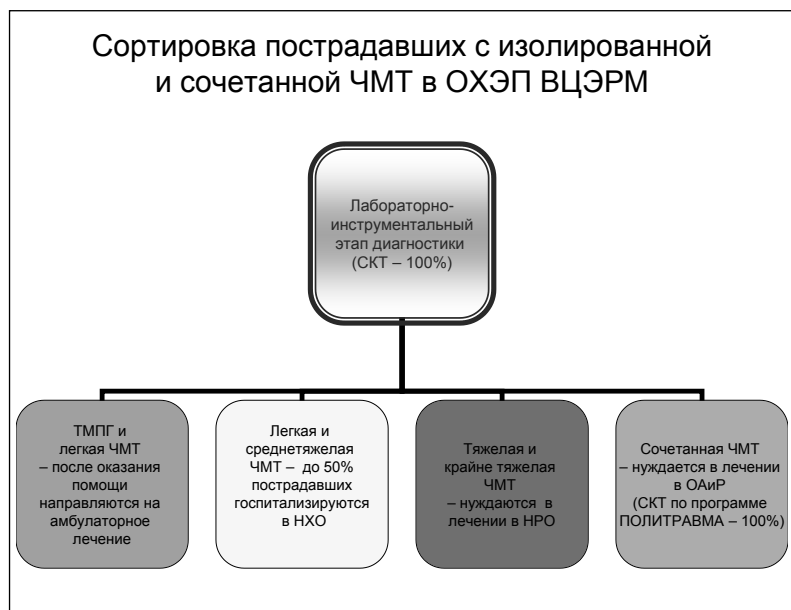 Сортировка пострадавших с изолированной
и сочетанной ЧМТ в ОХЭП ВЦЭРМ
Лабораторно-
инструментальный
этап диагностики
(СКТ – 100%)
ТМПГ и
легкая ЧМТ
– после оказания
помощи
направляются на
амбулаторное
лечение
Легкая и
среднетяжелая
ЧМТ – до 50%
пострадавших
госпитализируются
в НХО
Тяжелая и
крайне тяжелая
ЧМТ
– нуждаются в
лечении в НРО
Сочетанная ЧМТ
– нуждается в лечении
в ОАиР
(СКТ по программе
ПОЛИТРАВМА – 100%)